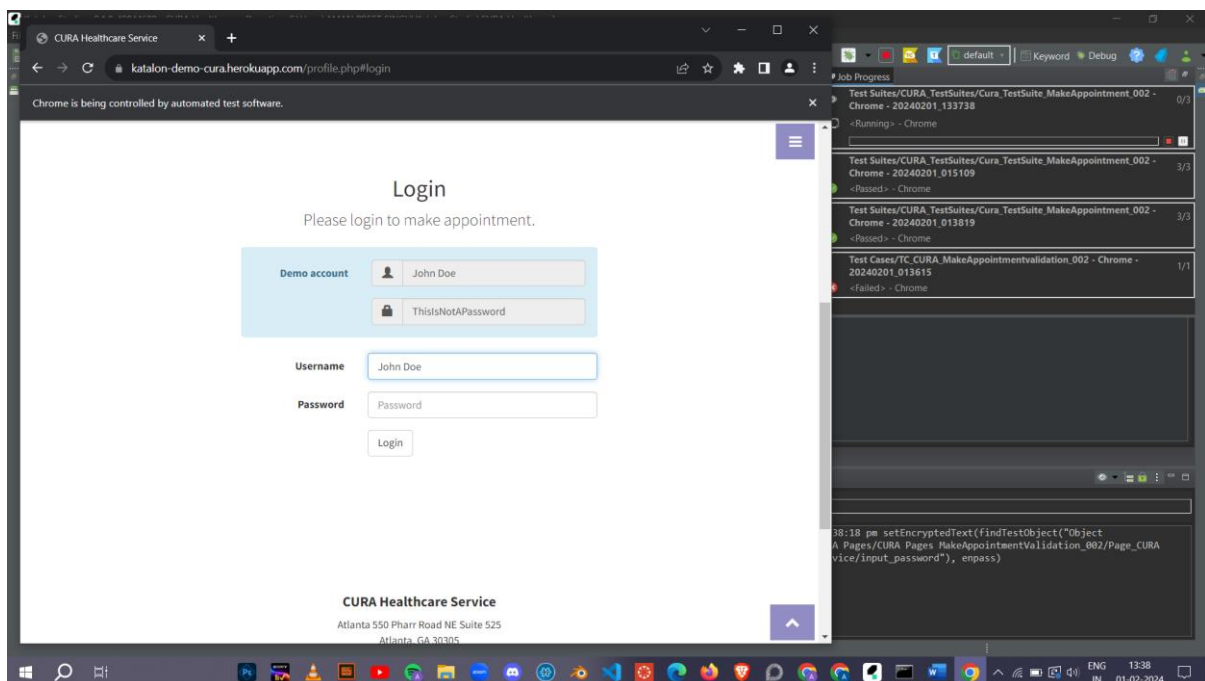 CURA Healthcare Service
katalon-demo-cura.herokuapp.com/profile.php#login
Chrome is being controlled by automated test software.
Login
Please login to make appointment.
Demo account
John Doe
ThisIsNotAPassword
Username
John Doe
Password
Password
Login
CURA Healthcare Service
Atlanta 550 Pharr Road NE Suite 525
Atlanta, GA 30305
default
Keyword
Debug
Job Progress
Test Suites/CURA_TestSuites/Cura_TestSuite_MakeAppointment_002 -
Chrome - 20240201_133738
0/3
<Running> - Chrome
Test Suites/CURA_TestSuites/Cura_TestSuite_MakeAppointment_002 -
Chrome - 20240201_015109
3/3
<Passed> - Chrome
Test Suites/CURA_TestSuites/Cura_TestSuite_MakeAppointment_002 -
Chrome - 20240201_013819
3/3
<Passed> - Chrome
Test Cases/TC_CURA_MakeAppointmentvalidation_002 - Chrome -
20240201_013615
1/1
<Failed> - Chrome
38:18 pm setEncryptedText(findTestObject("Object
A Pages/CURA Pages MakeAppointmentValidation_002/Page_CURA
vice/input_password"), enpass)
ENG
IN
13:38
01-02-2024